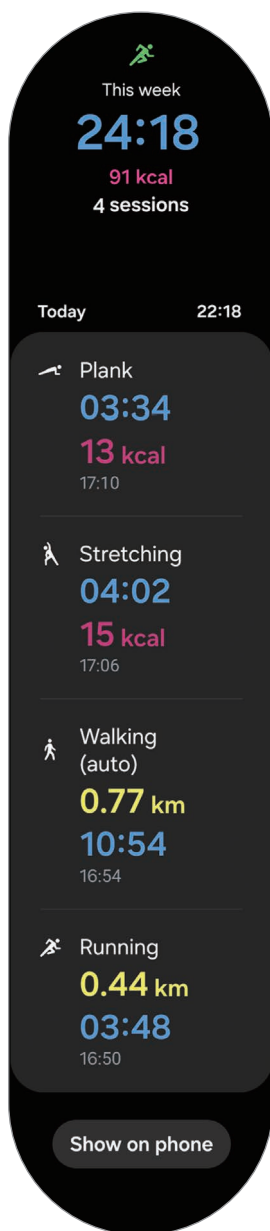 This week
24:18
91 kcal
4 sessions
Today 22:18
Plank
03:34
13 kcal
17:10
Stretching
04:02
15 kcal
17:06
Walking
(auto)
0.77 km
10:54
16:54
Running
0.44 km
03:48
16:50
Show on phone